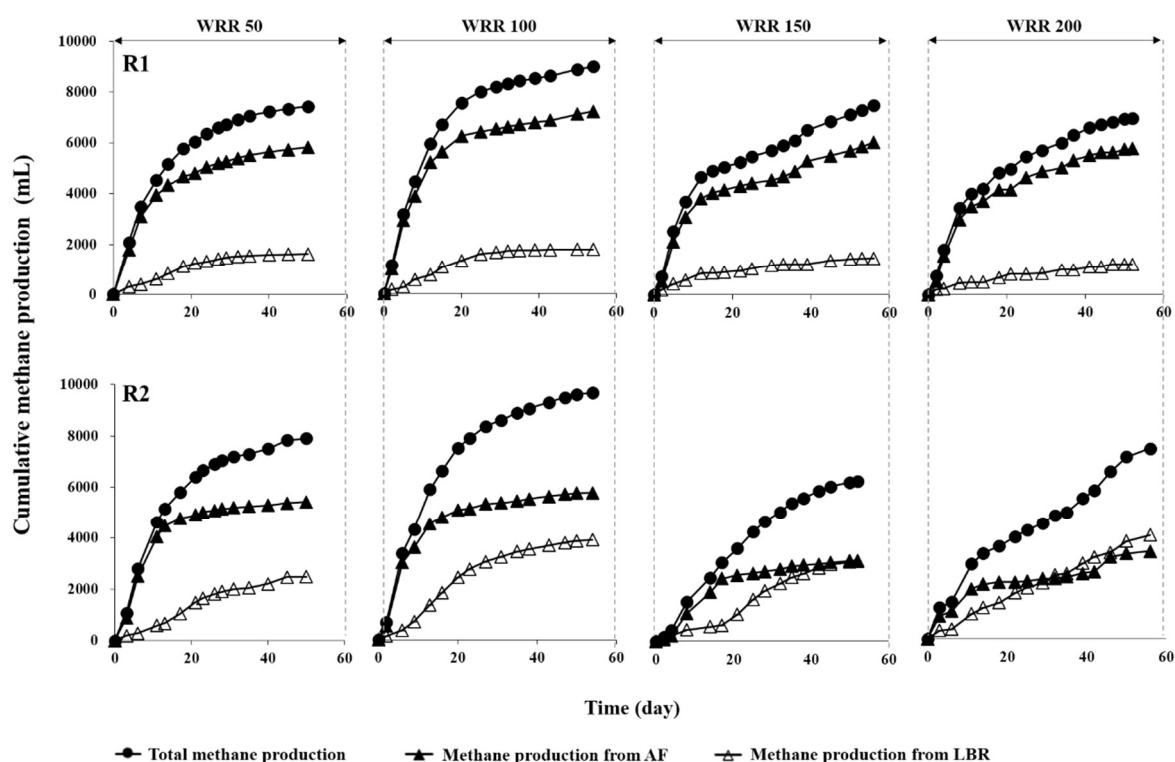 WRR 50 WRR 100 WRR 150 WRR 200
R1
10000
8000
6000
4000
2000
0
0 20 40 60 0 20 40 60 0 20 40 60 0 20 40 60
R2
10000
8000
6000
4000
2000
0
0 20 40 60 0 20 40 60 0 20 40 60 0 20 40 60
Cumulative methane production (mL)
Time (day)
Total methane production Methane production from AF Methane production from LBR